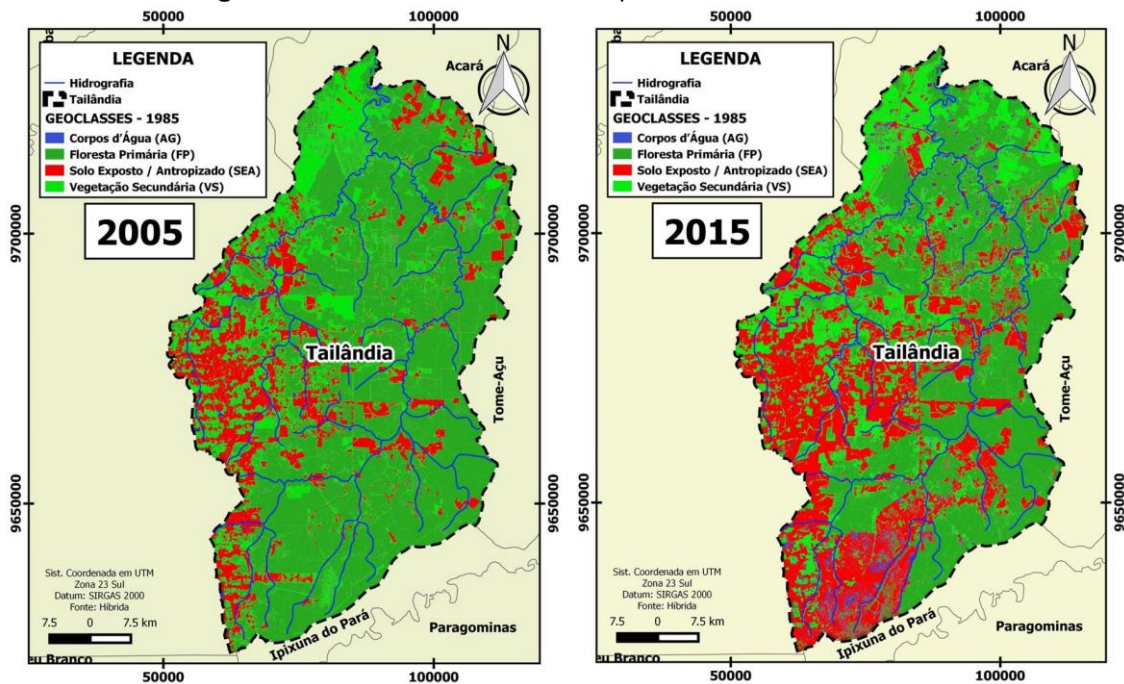 50000
100000
LEGENDA
Hidrografia
Tailândia
GEOCLASSES - 1985
Corpos d'Água (AG)
Floresta Primária (FP)
Solo Exposto / Antropizado (SEA)
Vegetação Secundária (VS)
N
Acará
2005
9700000
Tailândia
Tome-Açu
9650000
Sist. Coordenada em UTM
Zona 23 Sul
Datum: SIRGAS 2000
Fonte: Híbrida
7.5 0 7.5 km
Ipixuna do Pará
Paragominas
eu Branco
50000
100000
50000
100000
LEGENDA
Hidrografia
Tailândia
GEOCLASSES - 1985
Corpos d'Água (AG)
Floresta Primária (FP)
Solo Exposto / Antropizado (SEA)
Vegetação Secundária (VS)
N
Acará
2015
9700000
9700000
Tailândia
Tome-Açu
9650000
9650000
Sist. Coordenada em UTM
Zona 23 Sul
Datum: SIRGAS 2000
Fonte: Híbrida
7.5 0 7.5 km
Ipixuna do Pará
Paragominas
eu Branco
50000
100000